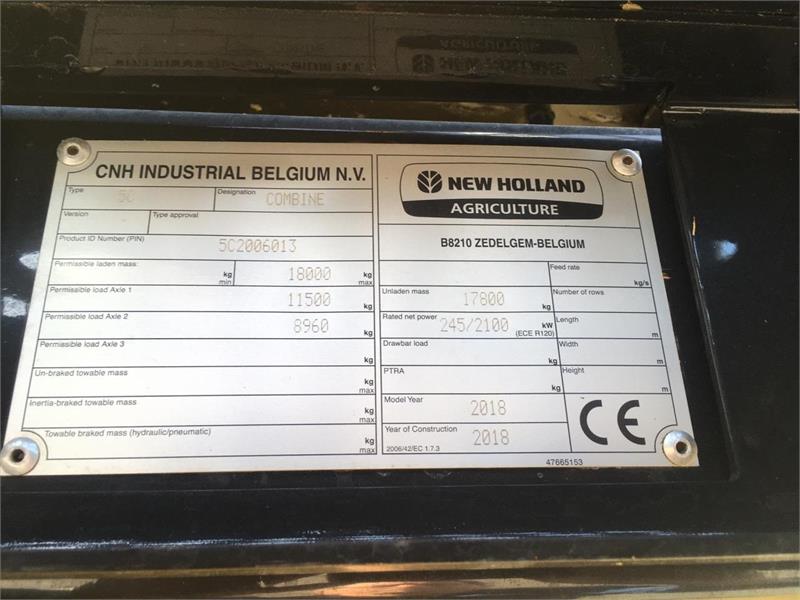 CNH INDUSTRIAL BELGIUM N.V.
Type 5C Designation COMBINE
Version Type approval
Product ID Number (PIN) 5C2006013
Permissible laden mass: kg min 18000 kg max
Permissible load Axle 1 11500 kg max
Permissible load Axle 2 8960 kg max
Permissible load Axle 3 kg
Un-braked towable mass kg max
Inertia-braked towable mass kg max
Towable braked mass (hydraulic/pneumatic) kg max
NEW HOLLAND
AGRICULTURE
B8210 ZEDELGEM-BELGIUM
Feed rate kg/s
Unladen mass 17800 kg Number of rows
Rated net power 245/2100 kW (ECE R120) Length m
Drawbar load kg Width m
PTRA kg Height m
Model Year 2018
Year of Construction 2018
2006/42/EC 1.7.3
CE
47665153